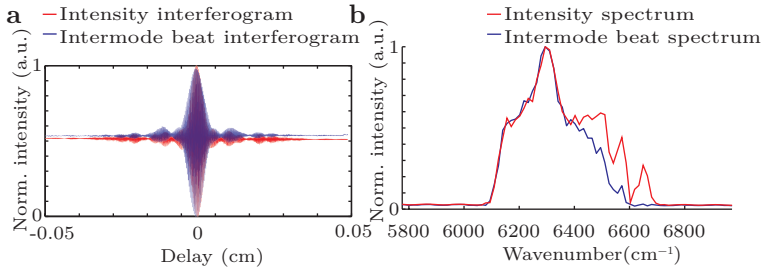 a
Intensity interferogram
Intermode beat interferogram
Norm. intensity (a.u.)
1
0
-0.05
0
0.05
Delay (cm)
b
Intensity spectrum
Intermode beat spectrum
Norm. intensity (a.u.)
1
0
5800
6000
6200
6400
6600
6800
Wavenumber(cm⁻¹)